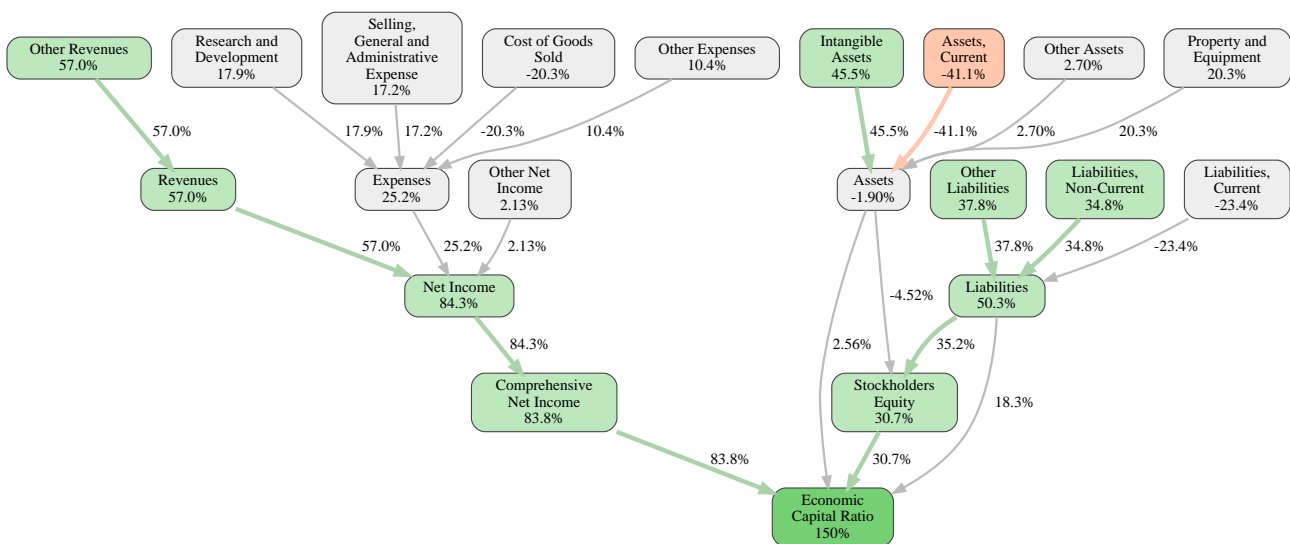 Other Revenues
57.0%
Research and
Development
17.9%
Selling,
General and
Administrative
Expense
17.2%
Cost of Goods
Sold
-20.3%
Other Expenses
10.4%
Intangible
Assets
45.5%
Assets,
Current
-41.1%
Other Assets
2.70%
Property and
Equipment
20.3%
57.0%
17.9%
17.2%
-20.3%
10.4%
45.5%
-41.1%
2.70%
20.3%
Revenues
57.0%
Expenses
25.2%
Other Net
Income
2.13%
Assets
-1.90%
Other
Liabilities
37.8%
Liabilities,
Non-Current
34.8%
Liabilities,
Current
-23.4%
57.0%
25.2%
2.13%
37.8%
34.8%
-23.4%
Net Income
84.3%
-4.52%
Liabilities
50.3%
84.3%
2.56%
35.2%
Comprehensive
Net Income
83.8%
Stockholders
Equity
30.7%
18.3%
83.8%
30.7%
Economic
Capital Ratio
150%